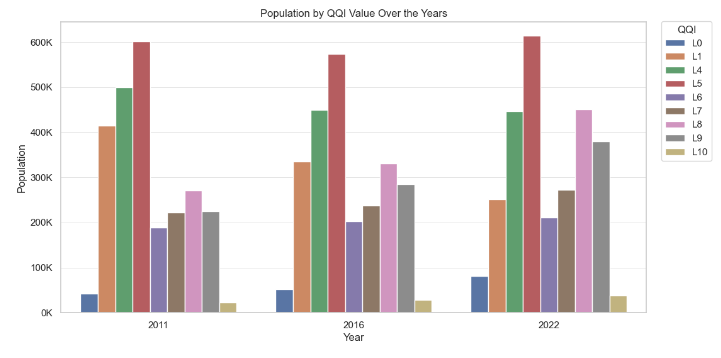 Population by QQI Value Over the Years
QQI
L0
L1
L4
L5
L6
L7
L8
L9
L10
600K
500K
400K
300K
200K
100K
0K
Population
2011
2016
2022
Year